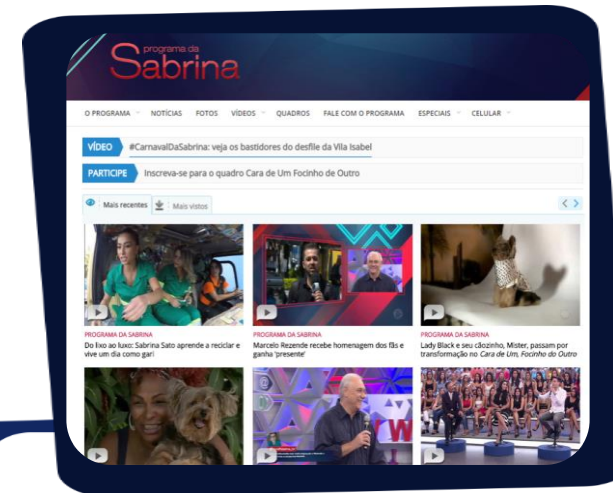 programa da
Sabrina
O PROGRAMA NOTÍCIAS FOTOS VÍDEOS QUADROS FALE COM O PROGRAMA ESPECIAIS CELULAR
VÍDEO #CarnavalDaSabrina: veja os bastidores do desfile da Vila Isabel
PARTICIPE Inscreva-se para o quadro Cara de Um Focinho de Outro
Mais recentes Mais vistos
PROGRAMA DA SABRINA
Do lixo ao luxo: Sabrina Sato aprende a reciclar e
vive um dia como gari
PROGRAMA DA SABRINA
Marcelo Rezende recebe homenagem dos fãs e
ganha 'presente'
PROGRAMA DA SABRINA
Lady Black e seu cãozinho, Mister, passam por
transformação no Cara de Um, Focinho do Outro